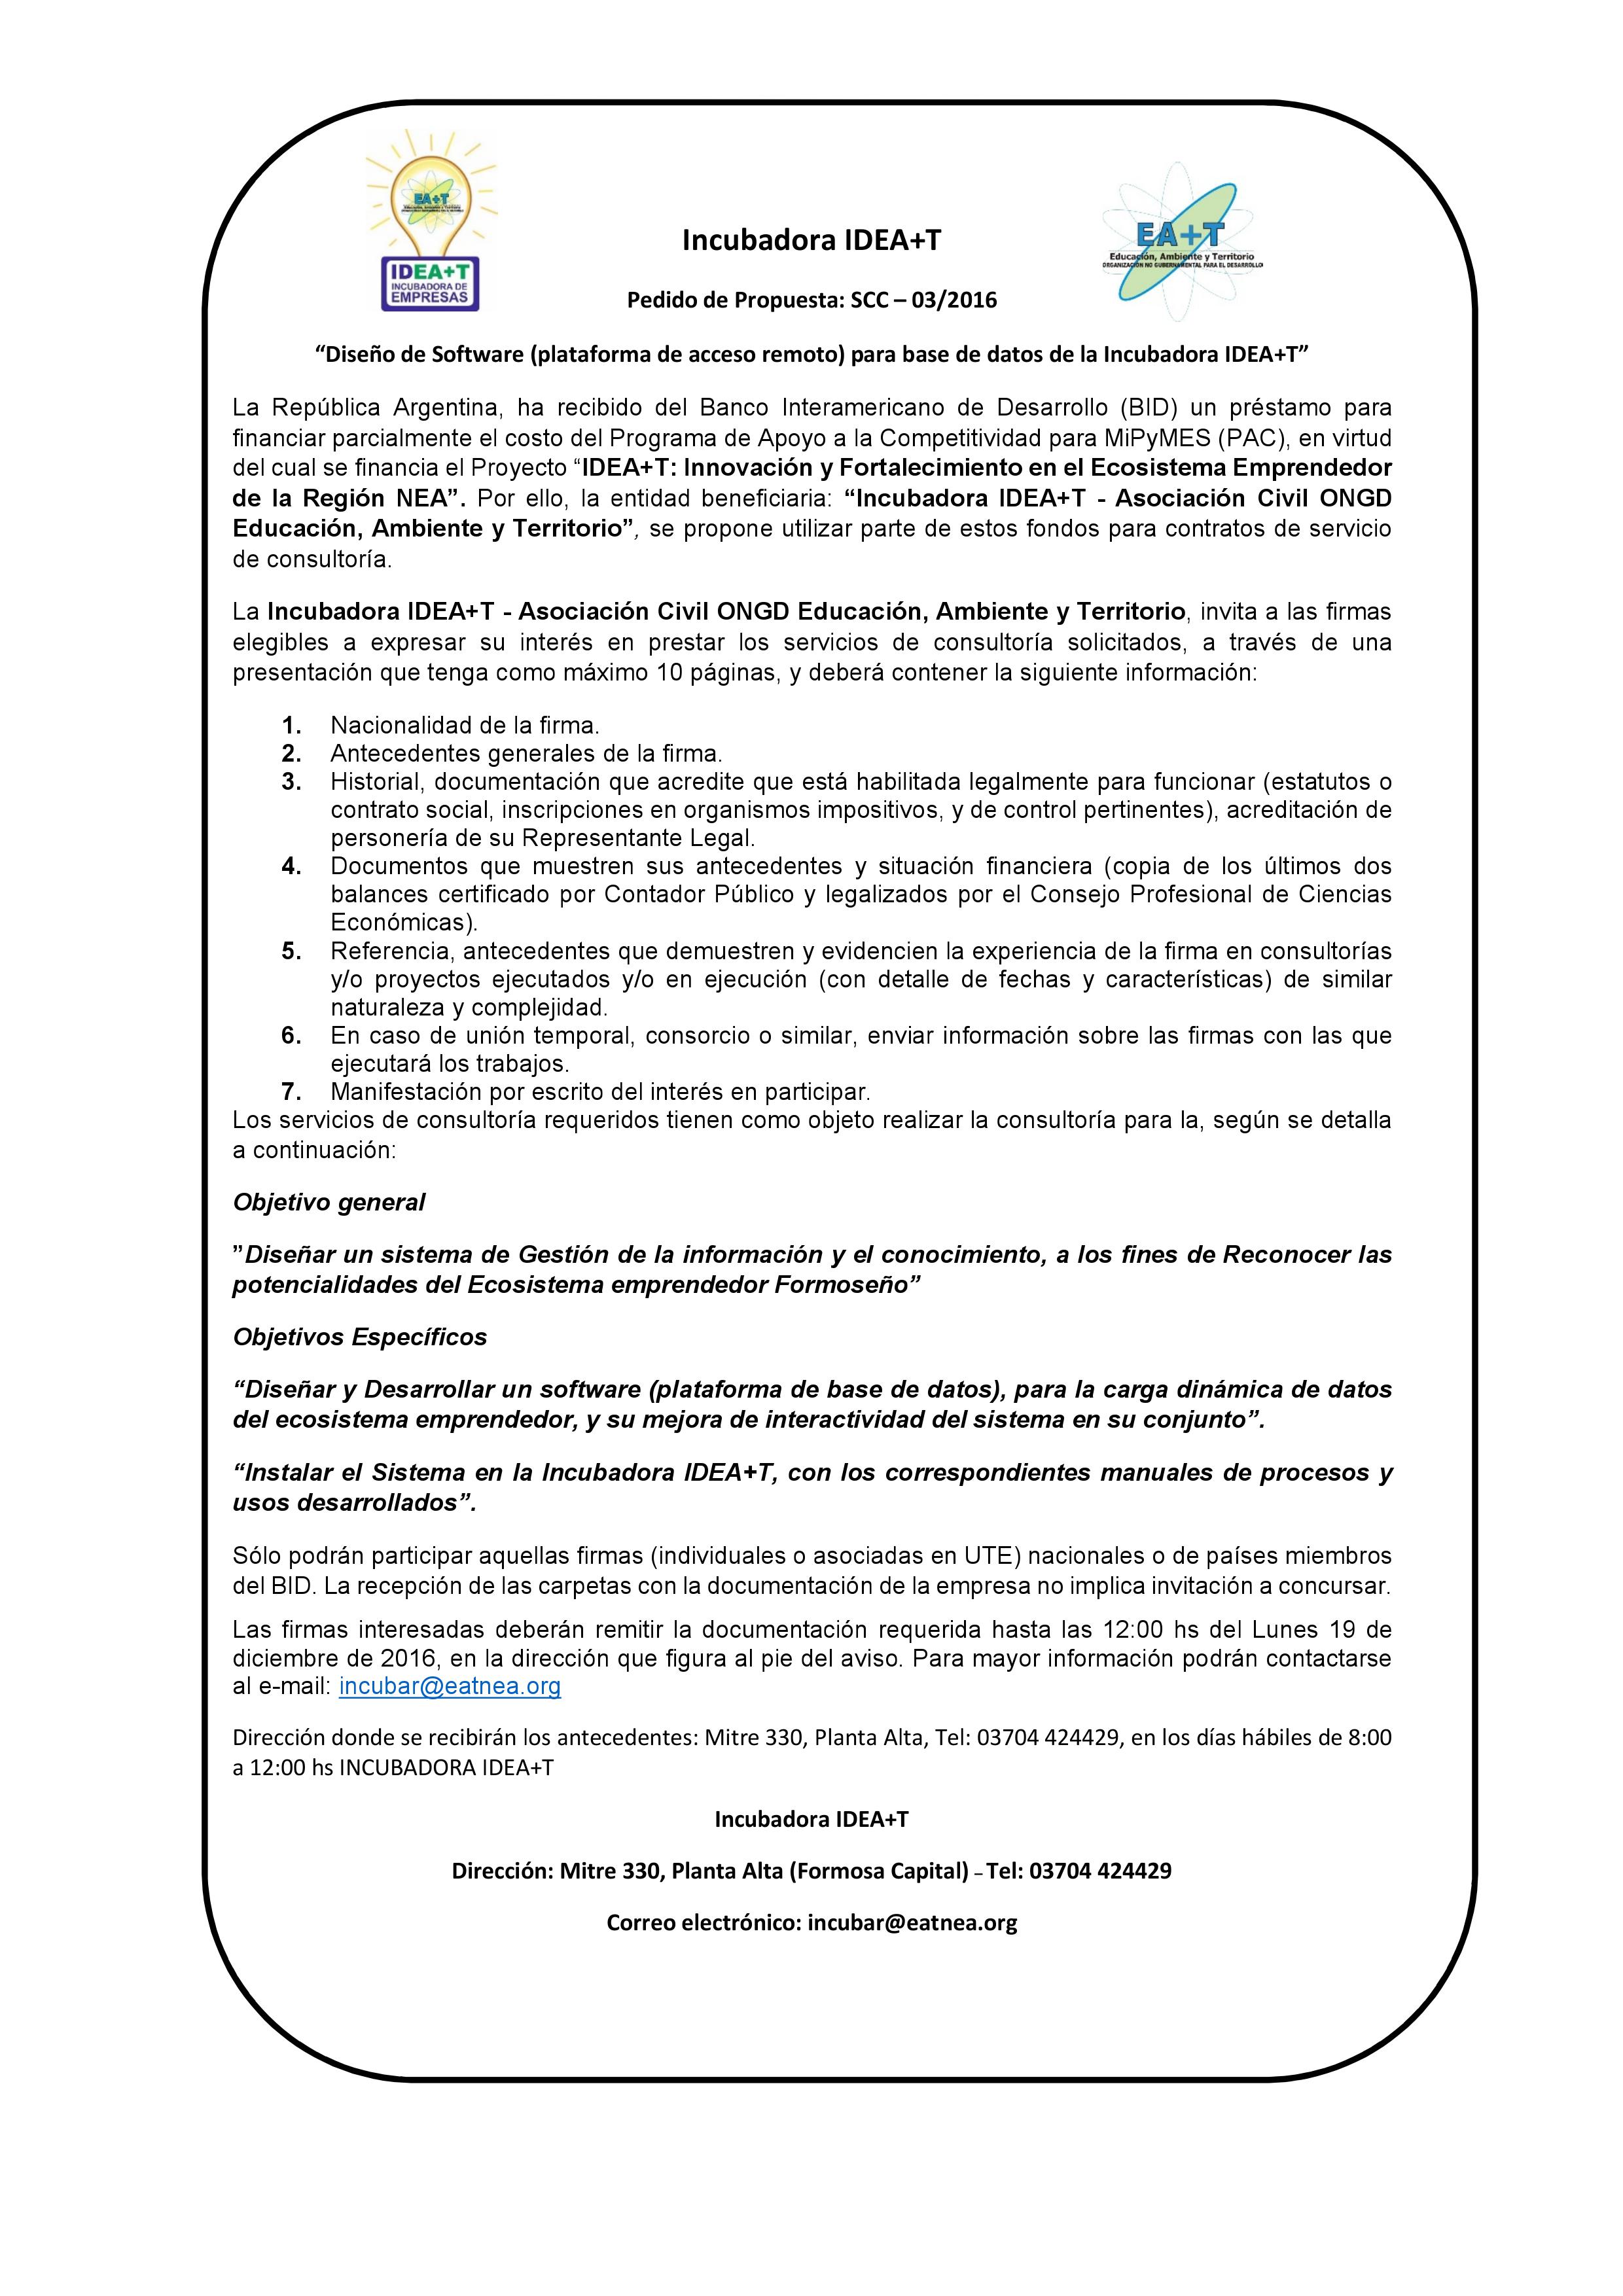 EA+T
IDEA+T
INCUBADORA DE
EMPRESAS
EA+T
Educación, Ambiente y Territorio
ORGANIZACIÓN NO GUBERNAMENTAL PARA EL DESARROLLO
Incubadora IDEA+T
Pedido de Propuesta: SCC – 03/2016
“Diseño de Software (plataforma de acceso remoto) para base de datos de la Incubadora IDEA+T”
La República Argentina, ha recibido del Banco Interamericano de Desarrollo (BID) un préstamo para
financiar parcialmente el costo del Programa de Apoyo a la Competitividad para MiPyMES (PAC), en virtud
del cual se financia el Proyecto “IDEA+T: Innovación y Fortalecimiento en el Ecosistema Emprendedor
de la Región NEA”. Por ello, la entidad beneficiaria: “Incubadora IDEA+T - Asociación Civil ONGD
Educación, Ambiente y Territorio”, se propone utilizar parte de estos fondos para contratos de servicio
de consultoría.
La Incubadora IDEA+T - Asociación Civil ONGD Educación, Ambiente y Territorio, invita a las firmas
elegibles a expresar su interés en prestar los servicios de consultoría solicitados, a través de una
presentación que tenga como máximo 10 páginas, y deberá contener la siguiente información:
1. Nacionalidad de la firma.
2. Antecedentes generales de la firma.
3. Historial, documentación que acredite que está habilitada legalmente para funcionar (estatutos o
contrato social, inscripciones en organismos impositivos, y de control pertinentes), acreditación de
personería de su Representante Legal.
4. Documentos que muestren sus antecedentes y situación financiera (copia de los últimos dos
balances certificado por Contador Público y legalizados por el Consejo Profesional de Ciencias
Económicas).
5. Referencia, antecedentes que demuestren y evidencien la experiencia de la firma en consultorías
y/o proyectos ejecutados y/o en ejecución (con detalle de fechas y características) de similar
naturaleza y complejidad.
6. En caso de unión temporal, consorcio o similar, enviar información sobre las firmas con las que
ejecutará los trabajos.
7. Manifestación por escrito del interés en participar.
Los servicios de consultoría requeridos tienen como objeto realizar la consultoría para la, según se detalla
a continuación:
Objetivo general
”Diseñar un sistema de Gestión de la información y el conocimiento, a los fines de Reconocer las
potencialidades del Ecosistema emprendedor Formoseño”
Objetivos Específicos
“Diseñar y Desarrollar un software (plataforma de base de datos), para la carga dinámica de datos
del ecosistema emprendedor, y su mejora de interactividad del sistema en su conjunto”.
“Instalar el Sistema en la Incubadora IDEA+T, con los correspondientes manuales de procesos y
usos desarrollados”.
Sólo podrán participar aquellas firmas (individuales o asociadas en UTE) nacionales o de países miembros
del BID. La recepción de las carpetas con la documentación de la empresa no implica invitación a concursar.
Las firmas interesadas deberán remitir la documentación requerida hasta las 12:00 hs del Lunes 19 de
diciembre de 2016, en la dirección que figura al pie del aviso. Para mayor información podrán contactarse
al e-mail: incubar@eatnea.org
Dirección donde se recibirán los antecedentes: Mitre 330, Planta Alta, Tel: 03704 424429, en los días hábiles de 8:00
a 12:00 hs INCUBADORA IDEA+T
Incubadora IDEA+T
Dirección: Mitre 330, Planta Alta (Formosa Capital) – Tel: 03704 424429
Correo electrónico: incubar@eatnea.org